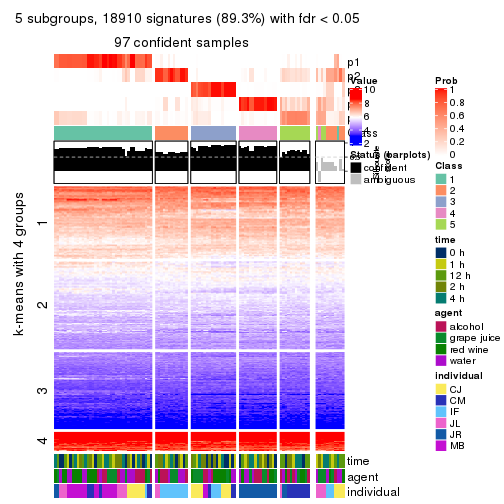 5 subgroups, 18910 signatures (89.3%) with fdr < 0.05
97 confident samples
p1
p2
Value
10
8
6
4
2
Status (barplots)
confident
ambiguous
Prob
1
0.8
0.6
0.4
0.2
0
Class
1
2
3
4
5
time
0 h
1 h
12 h
2 h
4 h
agent
alcohol
grape juice
red wine
water
individual
CJ
CM
IF
JL
JR
MB
k-means with 4 groups
1
2
3
4
time
agent
individual